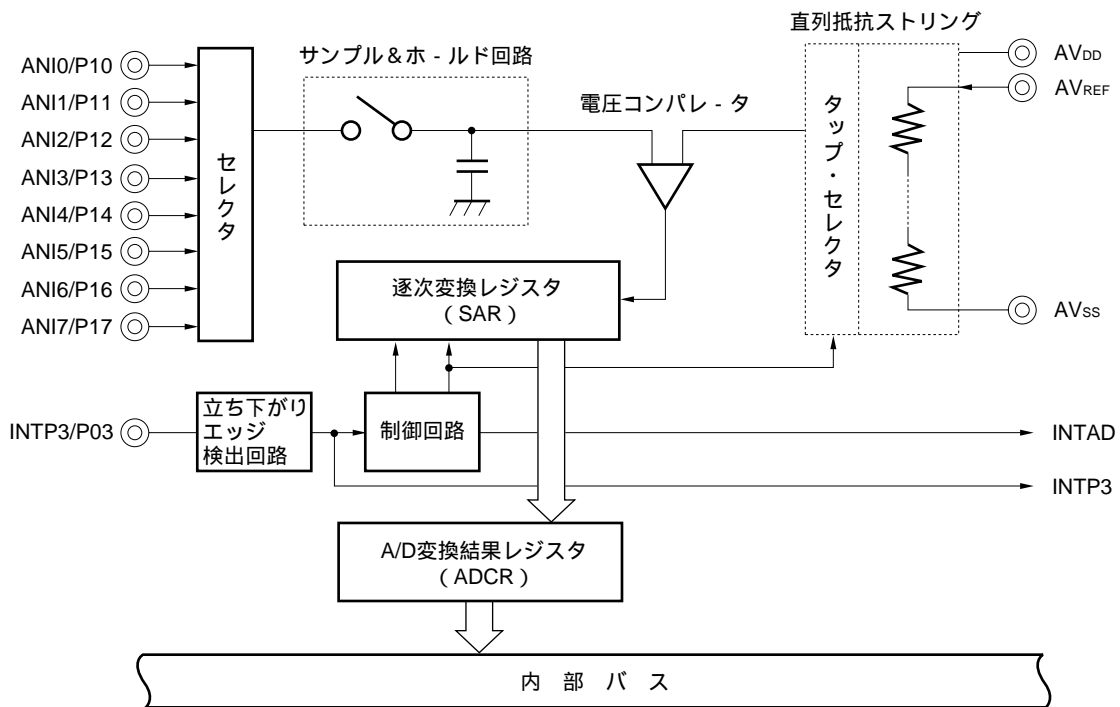 直列抵抗ストリング
サンプル＆ホ‐ルド回路
電圧コンパレ‐タ
ANI0/P10
ANI1/P11
ANI2/P12
ANI3/P13
ANI4/P14
ANI5/P15
ANI6/P16
ANI7/P17
セレクタ
タップ・セレクタ
AVDD
AVREF
AVSS
逐次変換レジスタ
（SAR）
INTP3/P03
立ち下がり
エッジ
検出回路
制御回路
INTAD
INTP3
A/D変換結果レジスタ
（ADCR）
内 部 バ ス